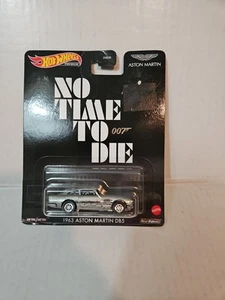 HOT WHEELS
ASTON MARTIN
NO
TIME
TO 007
DIE
1963 ASTON MARTIN DB5